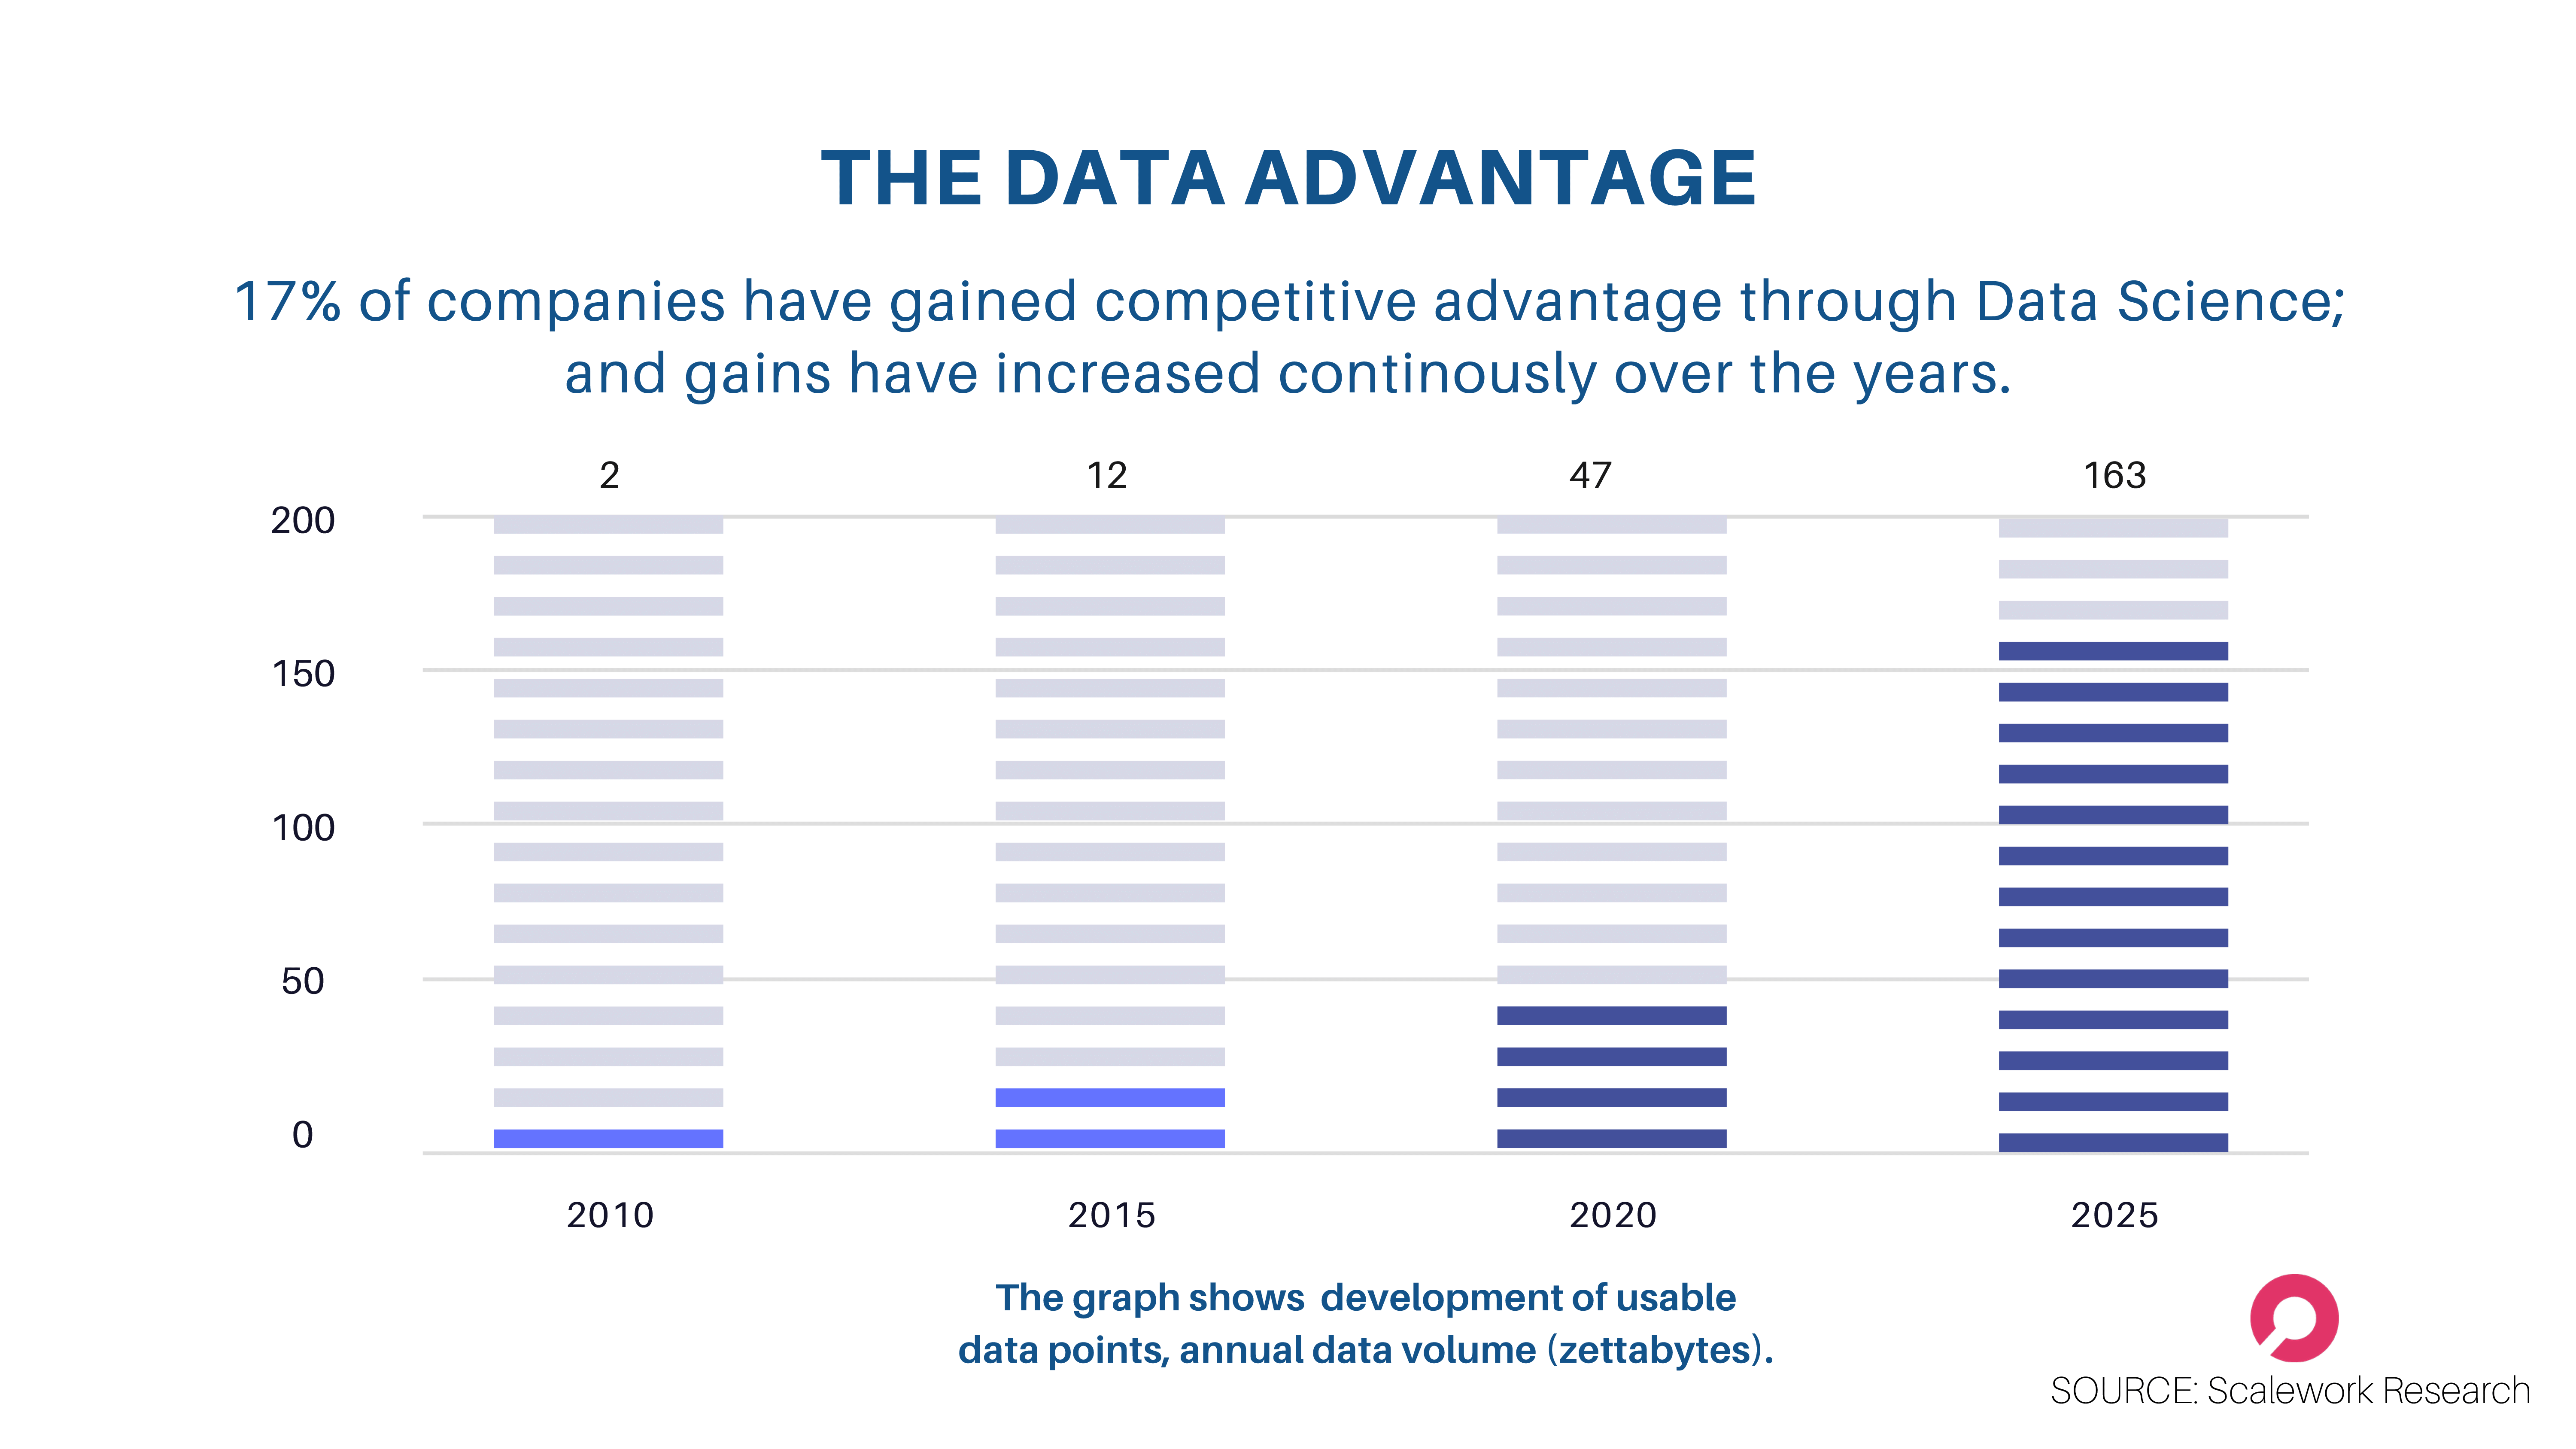 THE DATA ADVANTAGE
17% of companies have gained competitive advantage through Data Science;
and gains have increased continously over the years.
2 12 47 163
200
150
100
50
0
2010 2015 2020 2025
The graph shows development of usable
data points, annual data volume (zettabytes).
SOURCE: Scalework Research